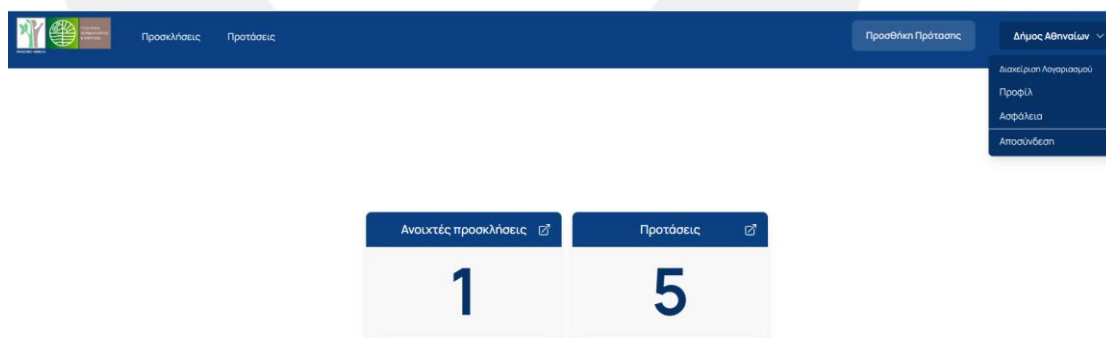 Προσκλήσεις Προτάσεις Προσθήκη Πρότασης Δήμος Αθηναίων
Διαχείριση Λογαριασμού
Προφίλ
Ασφάλεια
Αποσύνδεση
Ανοιχτές προσκλήσεις Προτάσεις
1 5